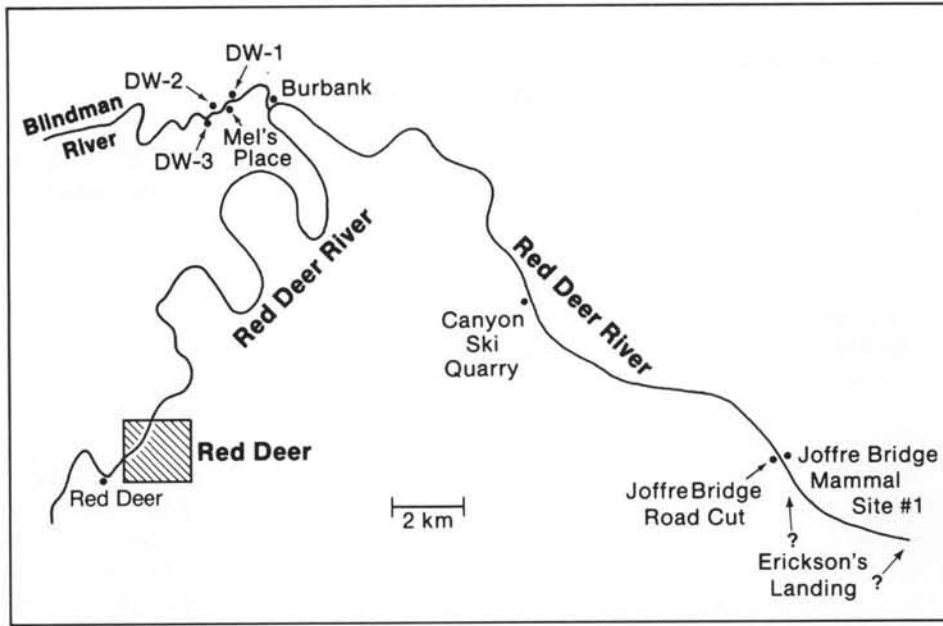 DW-1
DW-2
Burbank
Blindman
River
Mel's
Place
DW-3
Red Deer River
Red Deer River
Canyon
Ski
Quarry
Red Deer
Red Deer
2 km
Joffre Bridge
Road Cut
Joffre Bridge
Mammal
Site #1
?
Erickson's
Landing
?